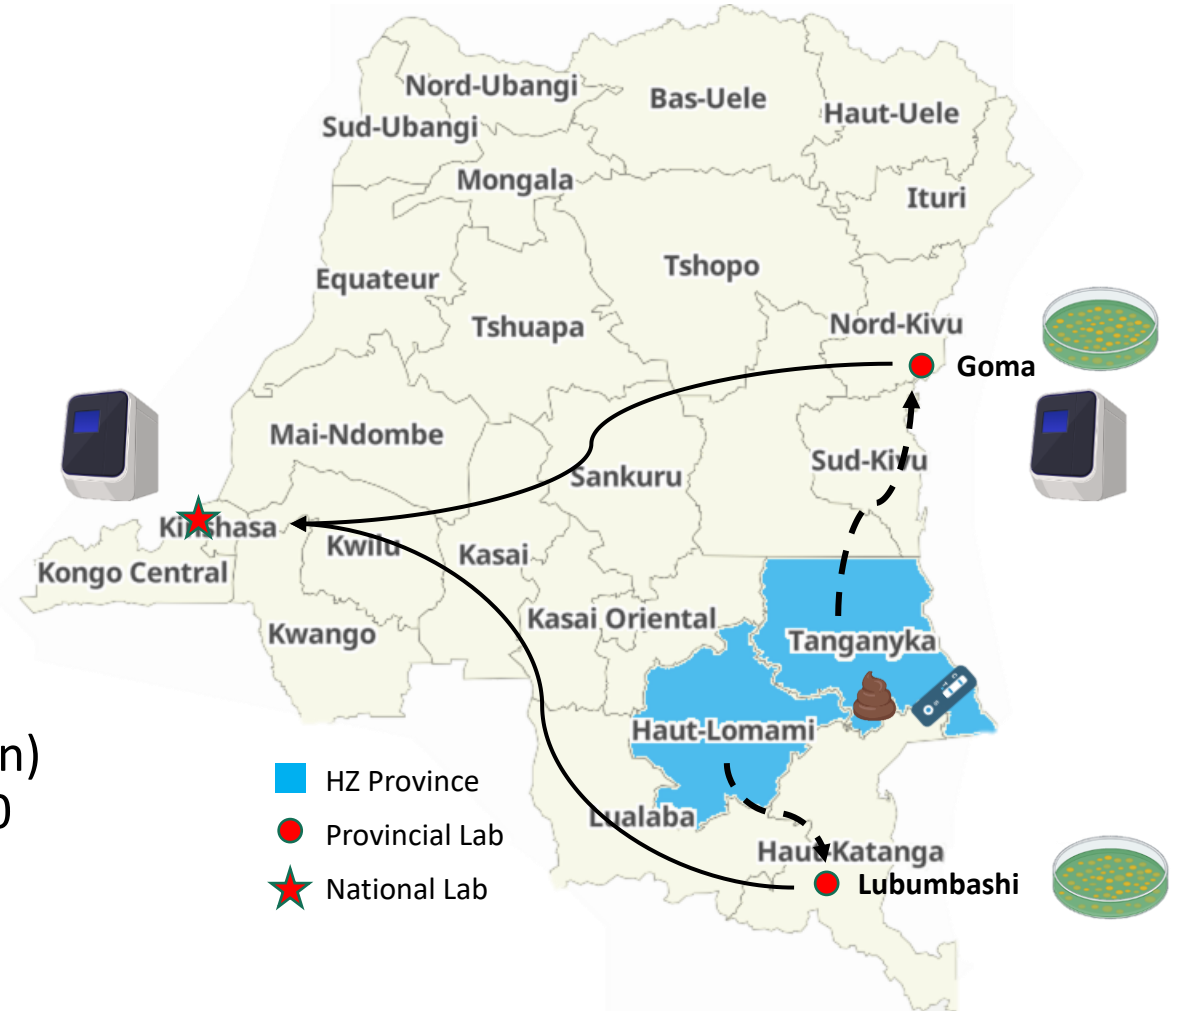 Nord-Ubangi
Bas-Uele
Haut-Uele
Sud-Ubangi
Mongala
Ituri
Tshopo
Equateur
Tshuapa
Nord-Kivu
Goma
Mai-Ndombe
Sud-Kivu
Sankuru
Kinshasa
Kwilu
Kasai
Kongo Central
Kasai Oriental
Kwango
Tanganyka
Haut-Lomami
n)
0
HZ Province
Provincial Lab
National Lab
Lualaba
Haut-Katanga
Lubumbashi